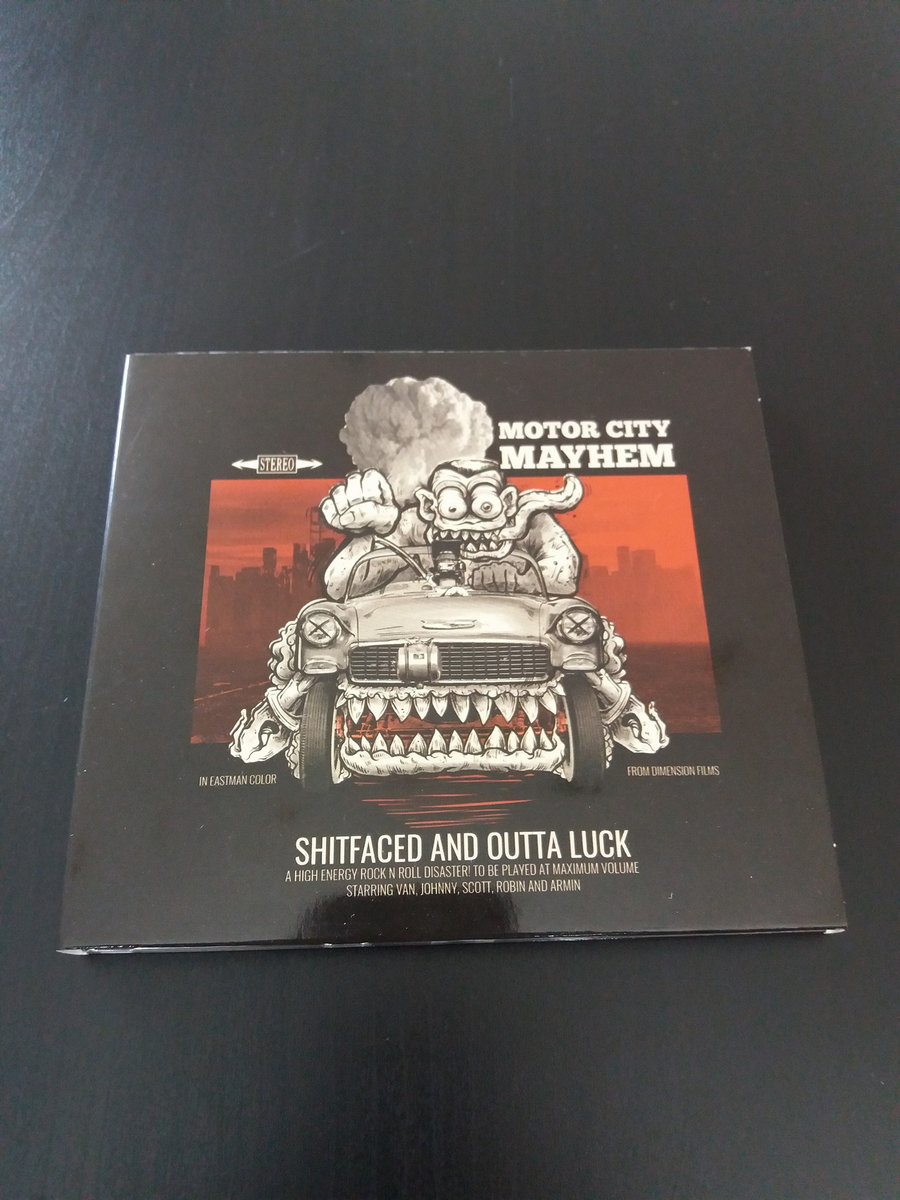 MOTOR CITY
MAYHEM
STEREO
IN EASTMAN COLOR
FROM DIMENSION FILMS
SHITFACED AND OUTTA LUCK
A HIGH ENERGY ROCK N ROLL DISASTER! TO BE PLAYED AT MAXIMUM VOLUME
STARRING VAN, JOHNNY, SCOTT, ROBIN AND ARMIN